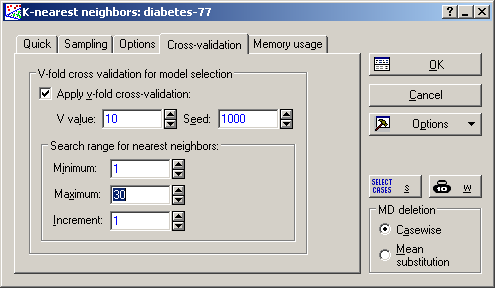 K-nearest neighbors: diabetes-77
Quick Sampling Options Cross-validation Memory usage
V-fold cross validation for model selection
Apply v-fold cross-validation:
V value: 10 Seed: 1000
Search range for nearest neighbors:
Minimum: 1
Maximum: 30
Increment: 1
OK
Cancel
Options
SELECT
CASES S
W
MD deletion
Casewise
Mean
substitution